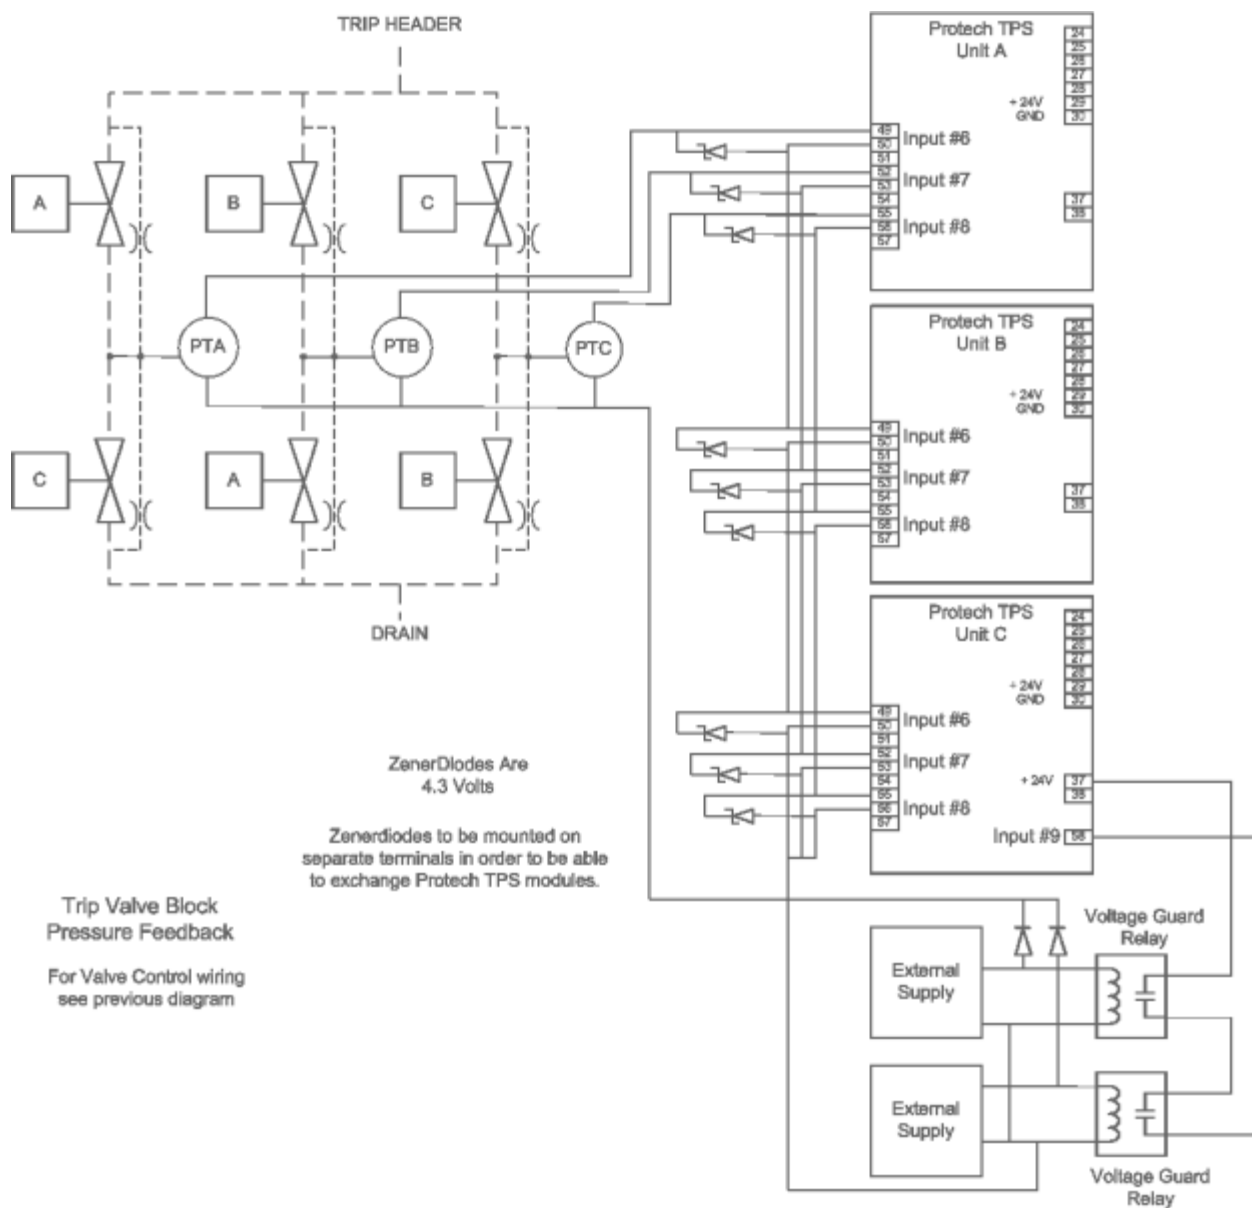 TRIP HEADER
A
B
C
PTA
PTB
PTC
C
A
B
DRAIN
Protech TPS
Unit A
24
25
26
27
28
+ 24V
29
GND
30
49
Input #6
50
51
52
Input #7
53
54
37
55
38
56
Input #8
57
Protech TPS
Unit B
24
25
26
27
28
+ 24V
29
GND
30
49
Input #6
50
51
52
Input #7
53
54
37
55
38
56
Input #8
57
Protech TPS
Unit C
24
25
26
27
28
+ 24V
29
GND
30
49
Input #6
50
51
52
Input #7
53
54
+ 24V
37
55
38
56
Input #8
57
Input #9
58
ZenerDiodes Are
4.3 Volts
Zenerdiodes to be mounted on
separate terminals in order to be able
to exchange Protech TPS modules.
Trip Valve Block
Pressure Feedback
For Valve Control wiring
see previous diagram
External
Supply
Voltage Guard
Relay
External
Supply
Voltage Guard
Relay